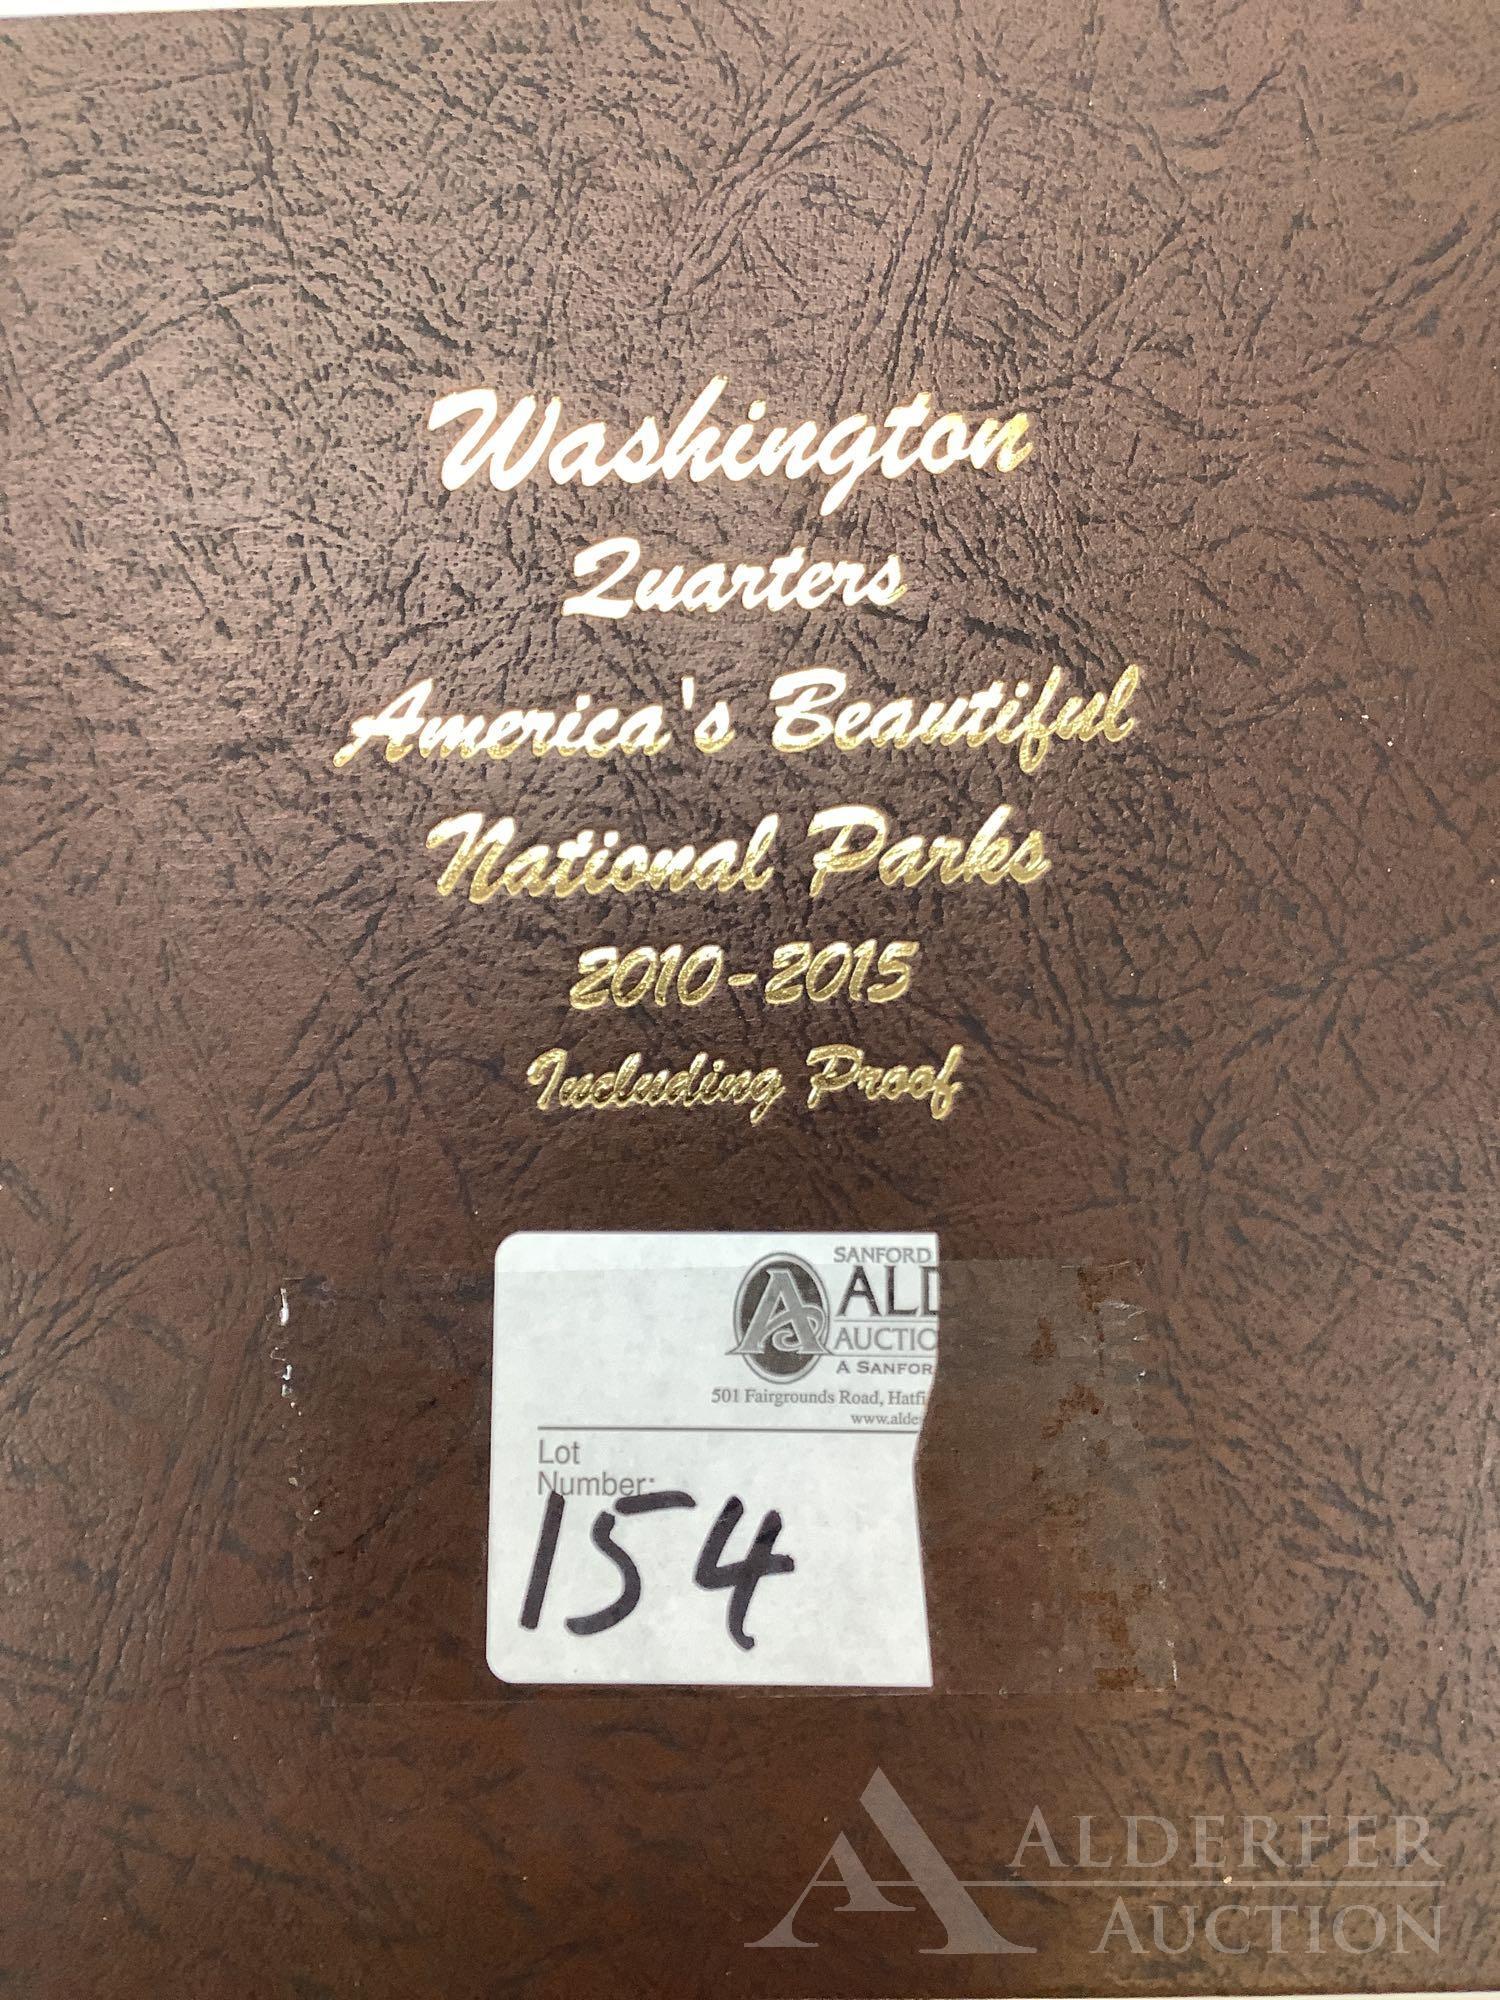 Washington
Quarters
America's Beautiful
National Parks
2010-2015
Including Proof
SANFORD
ALD
AUCTIO
A SANFOR
501 Fairgrounds Road, Hatfi
www.alde
Lot
Number:
154
ALDERFER
AUCTION